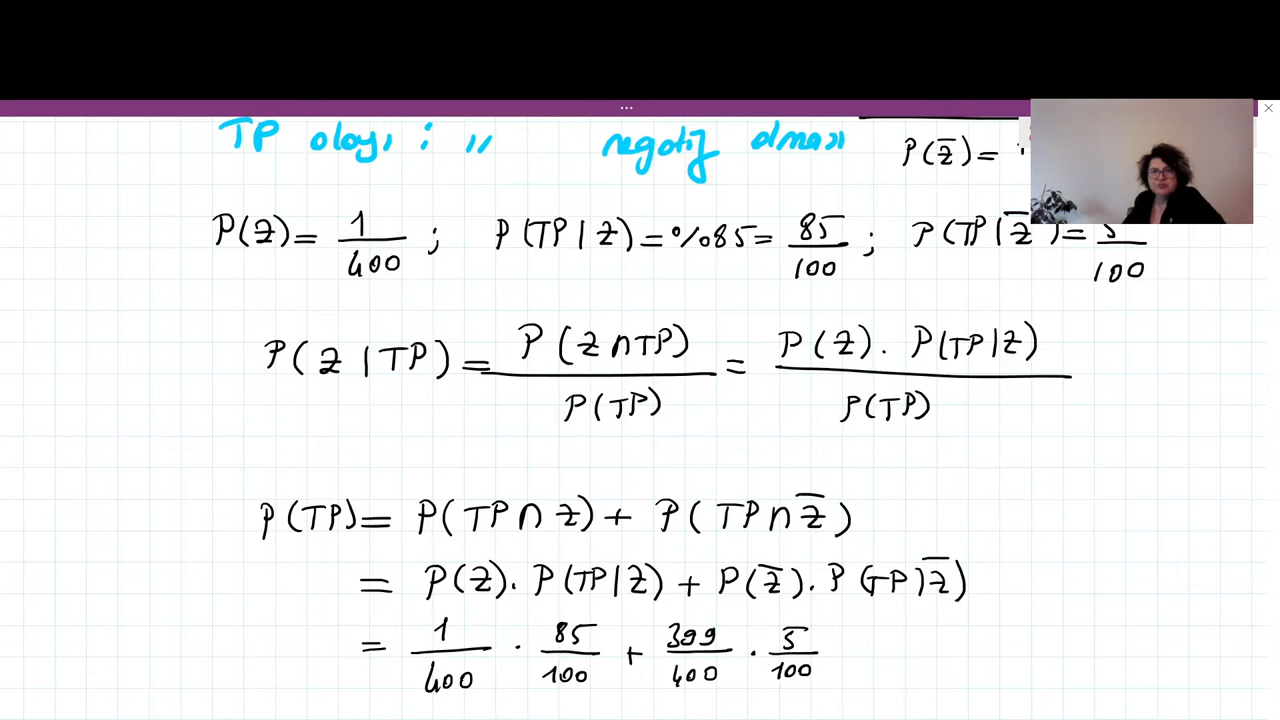 TP olayı : // negatif olması
P(Z̅) =
P(Z) = 1/400 ; P(TP | Z) = %85 = 85/100 ; P(TP | Z̅) = 5/100
P(Z | TP) = P(Z ∩ TP)/P(TP) = P(Z) . P(TP | Z)/P(TP)
P(TP) = P(TP ∩ Z) + P(TP ∩ Z̅)
= P(Z) . P(TP | Z) + P(Z̅) . P(TP | Z̅)
= 1/400 . 85/100 + 399/400 . 5/100